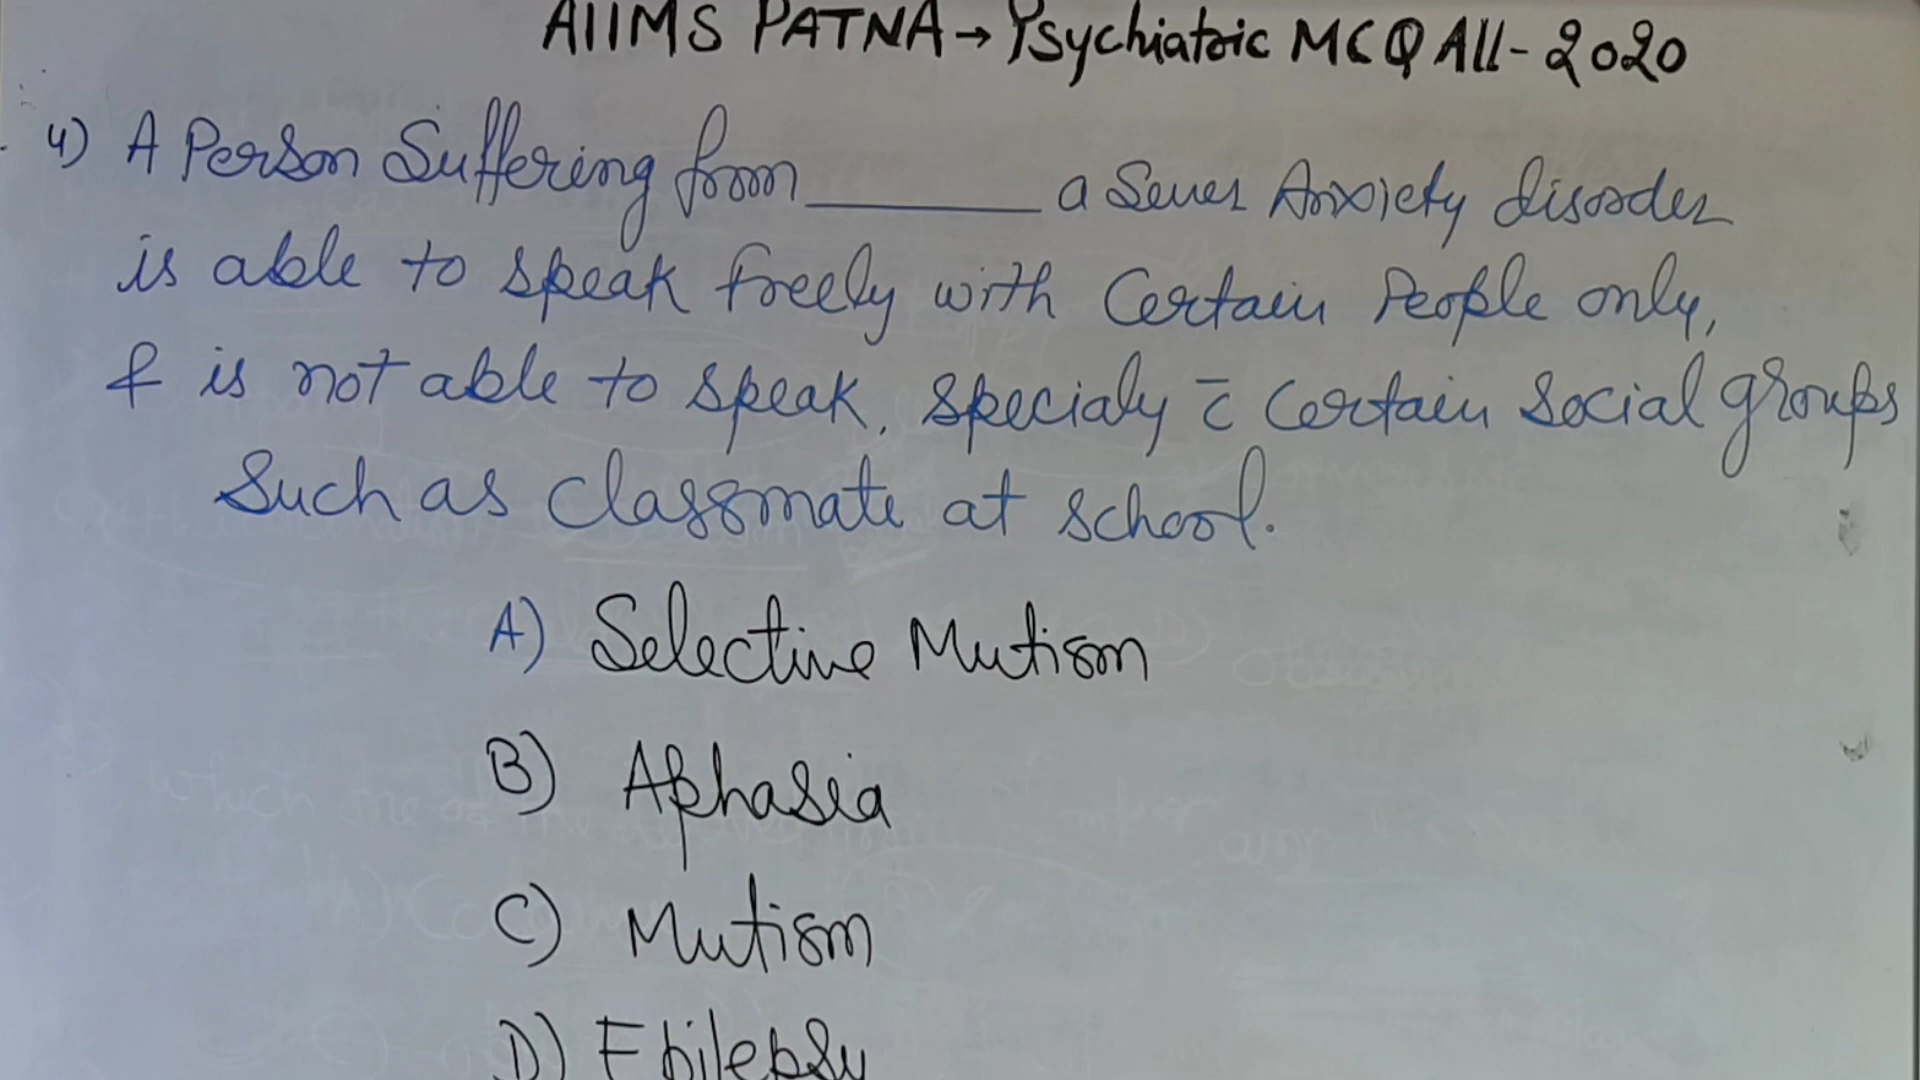 AIIMS PATNA → Psychiatric MCQ All - 2020
4) A Person Suffering from ______ a Sever Anxiety disorder
is able to speak freely with Certain People only,
& is not able to speak, specialy c̄ Certain Social groups
Such as classmate at school.
A) Selective Mutism
B) Aphasia
C) Mutism
D) Epilepsy